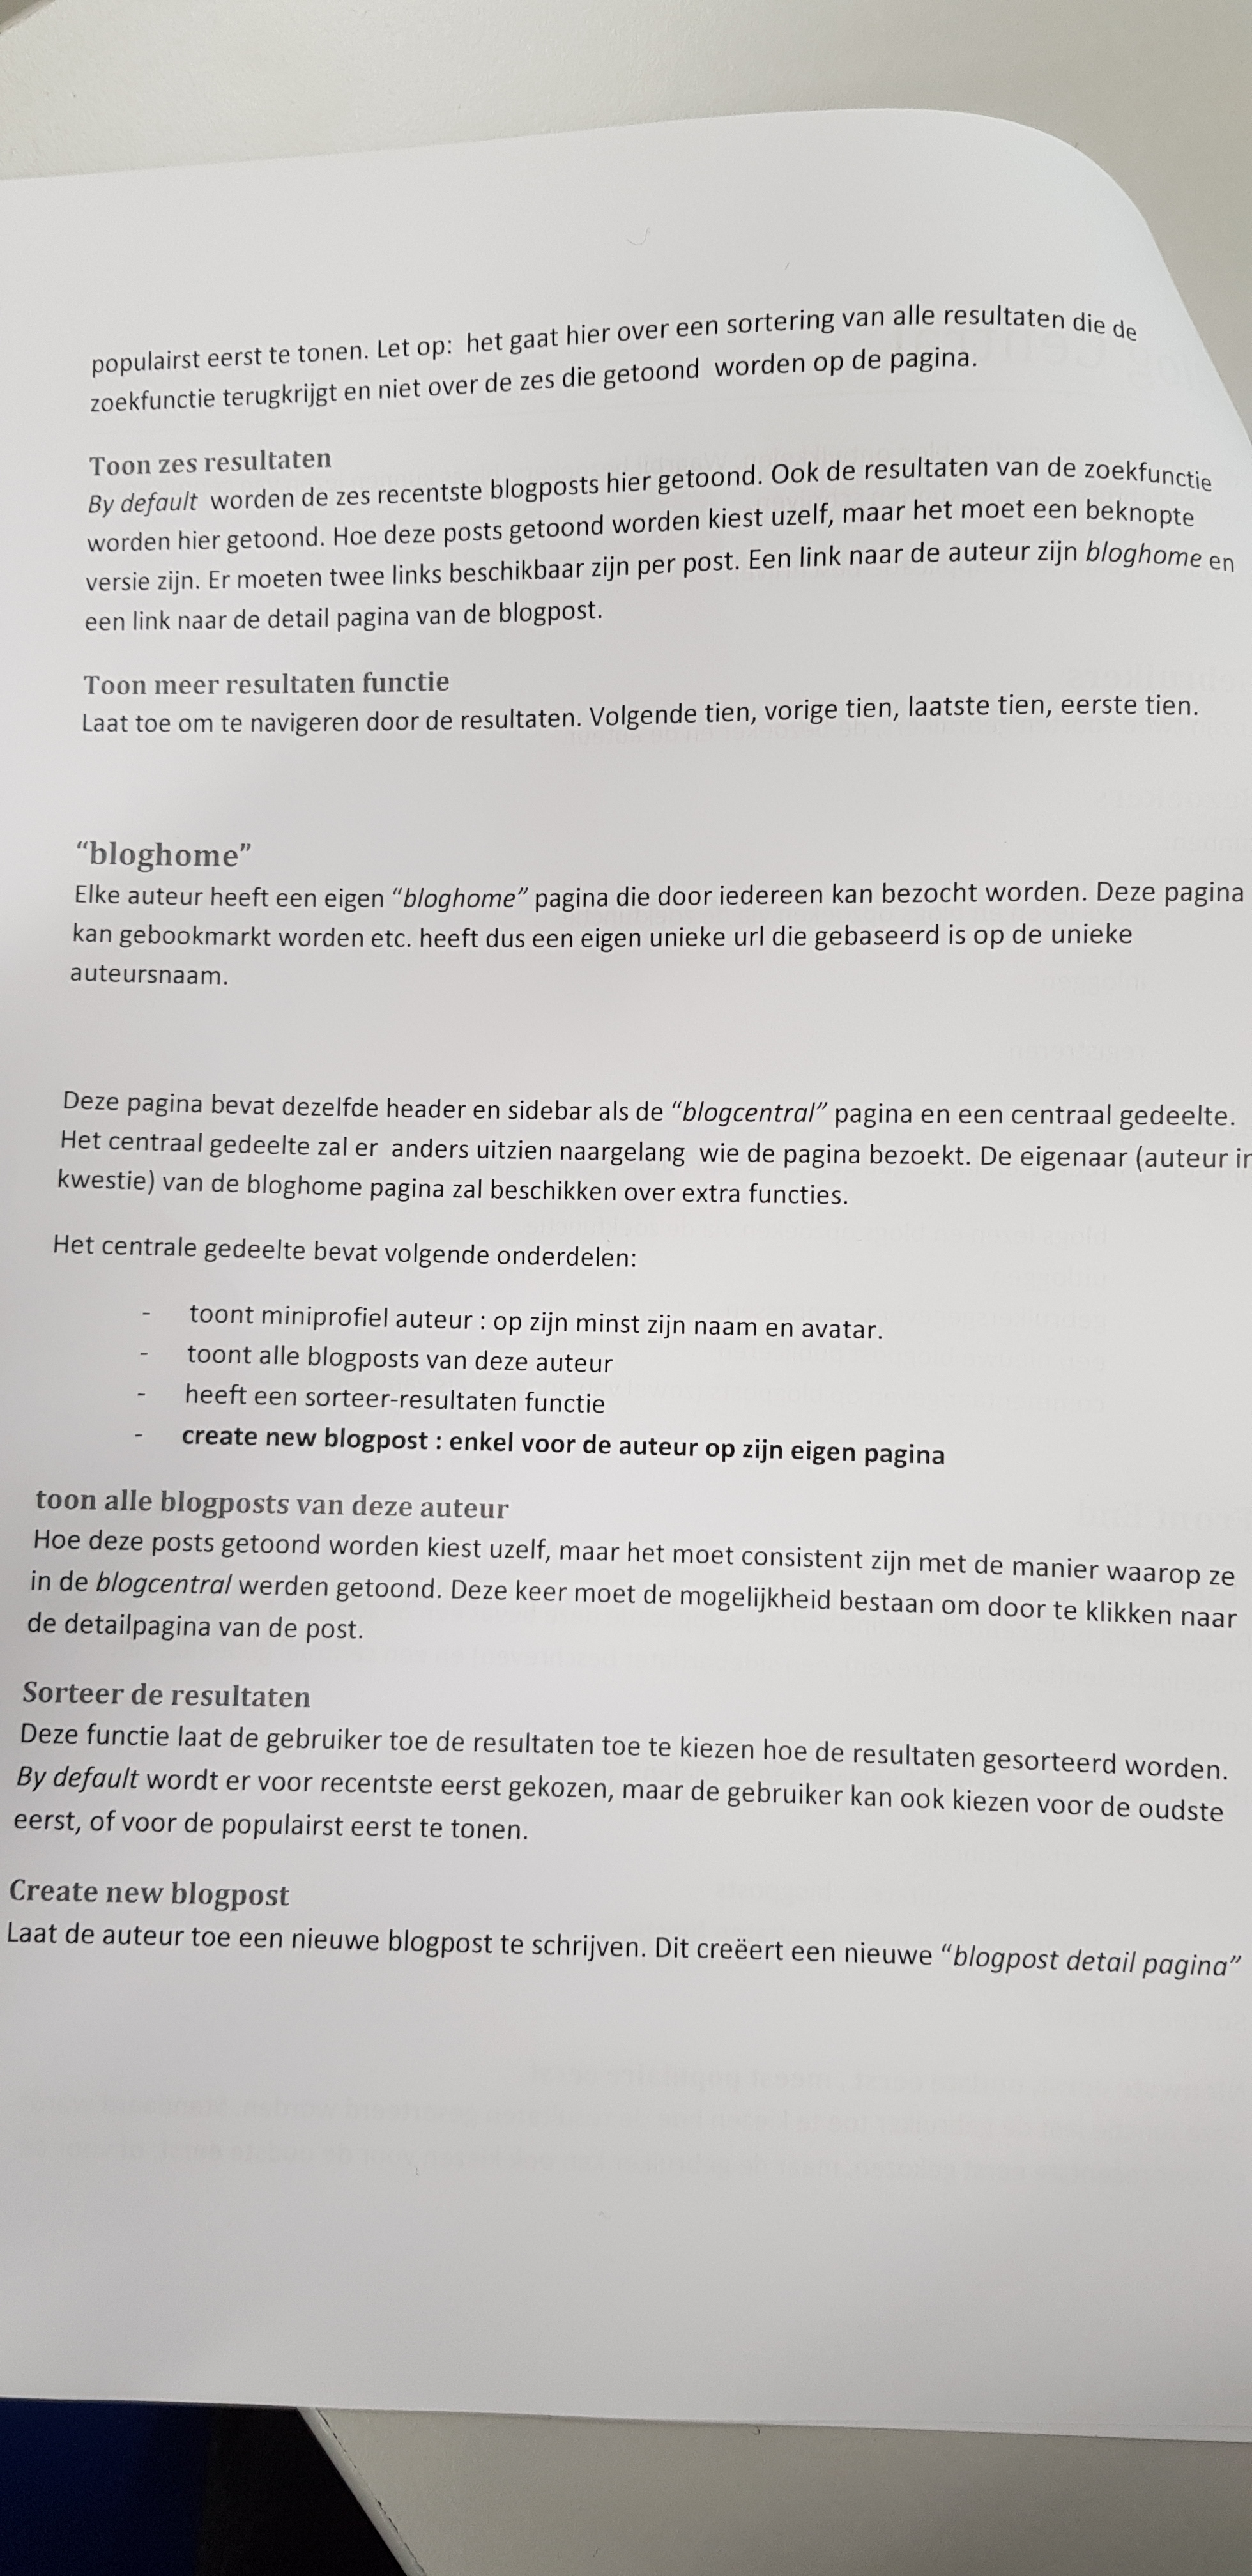 populairst eerst te tonen. Let op: het gaat hier over een sortering van alle resultaten die de
zoekfunctie terugkrijgt en niet over de zes die getoond worden op de pagina.
Toon zes resultaten
By default worden de zes recentste blogposts hier getoond. Ook de resultaten van de zoekfunctie
worden hier getoond. Hoe deze posts getoond worden kiest uzelf, maar het moet een beknopte
versie zijn. Er moeten twee links beschikbaar zijn per post. Een link naar de auteur zijn bloghome en
een link naar de detail pagina van de blogpost.
Toon meer resultaten functie
Laat toe om te navigeren door de resultaten. Volgende tien, vorige tien, laatste tien, eerste tien.
“bloghome”
Elke auteur heeft een eigen “bloghome” pagina die door iedereen kan bezocht worden. Deze pagina
kan gebookmarkt worden etc. heeft dus een eigen unieke url die gebaseerd is op de unieke
auteursnaam.
Deze pagina bevat dezelfde header en sidebar als de “blogcentral” pagina en een centraal gedeelte.
Het centraal gedeelte zal er anders uitzien naargelang wie de pagina bezoekt. De eigenaar (auteur in
kwestie) van de bloghome pagina zal beschikken over extra functies.
Het centrale gedeelte bevat volgende onderdelen:
- toont miniprofiel auteur : op zijn minst zijn naam en avatar.
- toont alle blogposts van deze auteur
- heeft een sorteer-resultaten functie
- create new blogpost : enkel voor de auteur op zijn eigen pagina
toon alle blogposts van deze auteur
Hoe deze posts getoond worden kiest uzelf, maar het moet consistent zijn met de manier waarop ze
in de blogcentral werden getoond. Deze keer moet de mogelijkheid bestaan om door te klikken naar
de detailpagina van de post.
Sorteer de resultaten
Deze functie laat de gebruiker toe de resultaten toe te kiezen hoe de resultaten gesorteerd worden.
By default wordt er voor recentste eerst gekozen, maar de gebruiker kan ook kiezen voor de oudste
eerst, of voor de populairst eerst te tonen.
Create new blogpost
Laat de auteur toe een nieuwe blogpost te schrijven. Dit creëert een nieuwe “blogpost detail pagina”